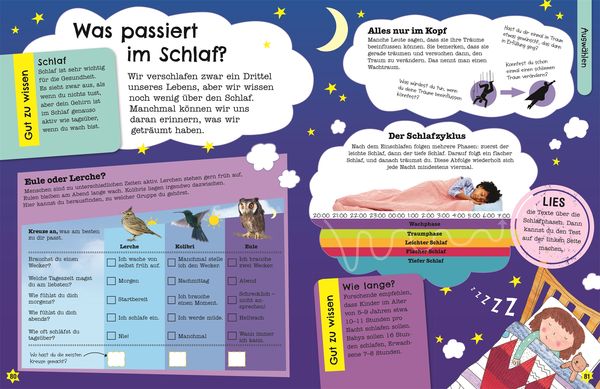 Was passiert
im Schlaf?
Gut zu wissen
Schlaf
Schlaf ist sehr wichtig
für die Gesundheit.
Es sieht zwar aus, als
wenn du nichts tust,
aber dein Gehirn ist
im Schlaf genauso
aktiv wie tagsüber,
wenn du wach bist.
Wir verschlafen zwar ein Drittel
unseres Lebens, aber wir wissen
noch wenig über den Schlaf.
Manchmal können wir uns
daran erinnern, was wir
geträumt haben.
Eule oder Lerche?
Menschen sind zu unterschiedlichen Zeiten aktiv. Lerchen stehen gern früh auf.
Eulen bleiben am Abend lange wach. Kolibris liegen irgendwo dazwischen.
Hier kannst du herausfinden, zu welcher Gruppe du gehörst.
Kreuze an, was am besten
zu dir passt.
Lerche
Kolibri
Eule
Brauchst du einen
Wecker?
Ich wache von
selbst früh auf.
Manchmal stelle
ich den Wecker.
Ja
Welche Tageszeit magst
du am liebsten?
Morgen
Nachmittag
Abend
Wie fühlst du dich
morgens?
Startbereit
Ich brauche
einen Moment.
Schrecklich –
nicht an-
sprechen!
Wie fühlst du dich
abends?
Ich schlafe ein.
Ich werde müde.
Hellwach
Wie oft schläfst du
tagsüber?
Nie!
Manchmal
Wann immer
ich kann.
Wo hast du die meisten
Kreuze gemacht?
80
Alles nur im Kopf
Manche Leute sagen, dass sie ihre Träume
beeinflussen können. Sie bemerken, dass sie
gerade träumen und versuchen dann, den
Traum zu verändern. Das nennt man einen
Wachtraum.
Hast du dir einmal im Traum
etwas gewünscht, das dann
in Erfüllung ging?
Konntest du schon
einmal einen schlimmen
Traum verändern?
Was würdest du tun, wenn
du deine Träume beeinflussen
könntest?
Auswählen
Der Schlafzyklus
Nach dem Einschlafen folgen mehrere Phasen: zuerst der
leichte Schlaf, dann der tiefe Schlaf. Darauf folgt ein flacher
Schlaf, und danach träumst du. Diese Abfolge wiederholt sich
jede Nacht mindestens viermal.
20:00 21:00 22:00 23:00 0:00 1:00 2:00 3:00 4:00 5:00 6:00 7:00
Wachphase
Traumphase
Leichter Schlaf
Flacher Schlaf
Tiefer Schlaf
LIES
die Texte über die
Schlafphasen. Dann
kannst du den Test
auf der linken Seite
machen.
Gut zu wissen
Wie lange?
Forschende empfehlen,
dass Kinder im Alter
von 5–9 Jahren etwa
10–11 Stunden pro
Nacht schlafen sollen.
Babys sollen 16 Stun-
den schlafen, Erwach-
sene 7–8 Stunden.
zzzZZ
81